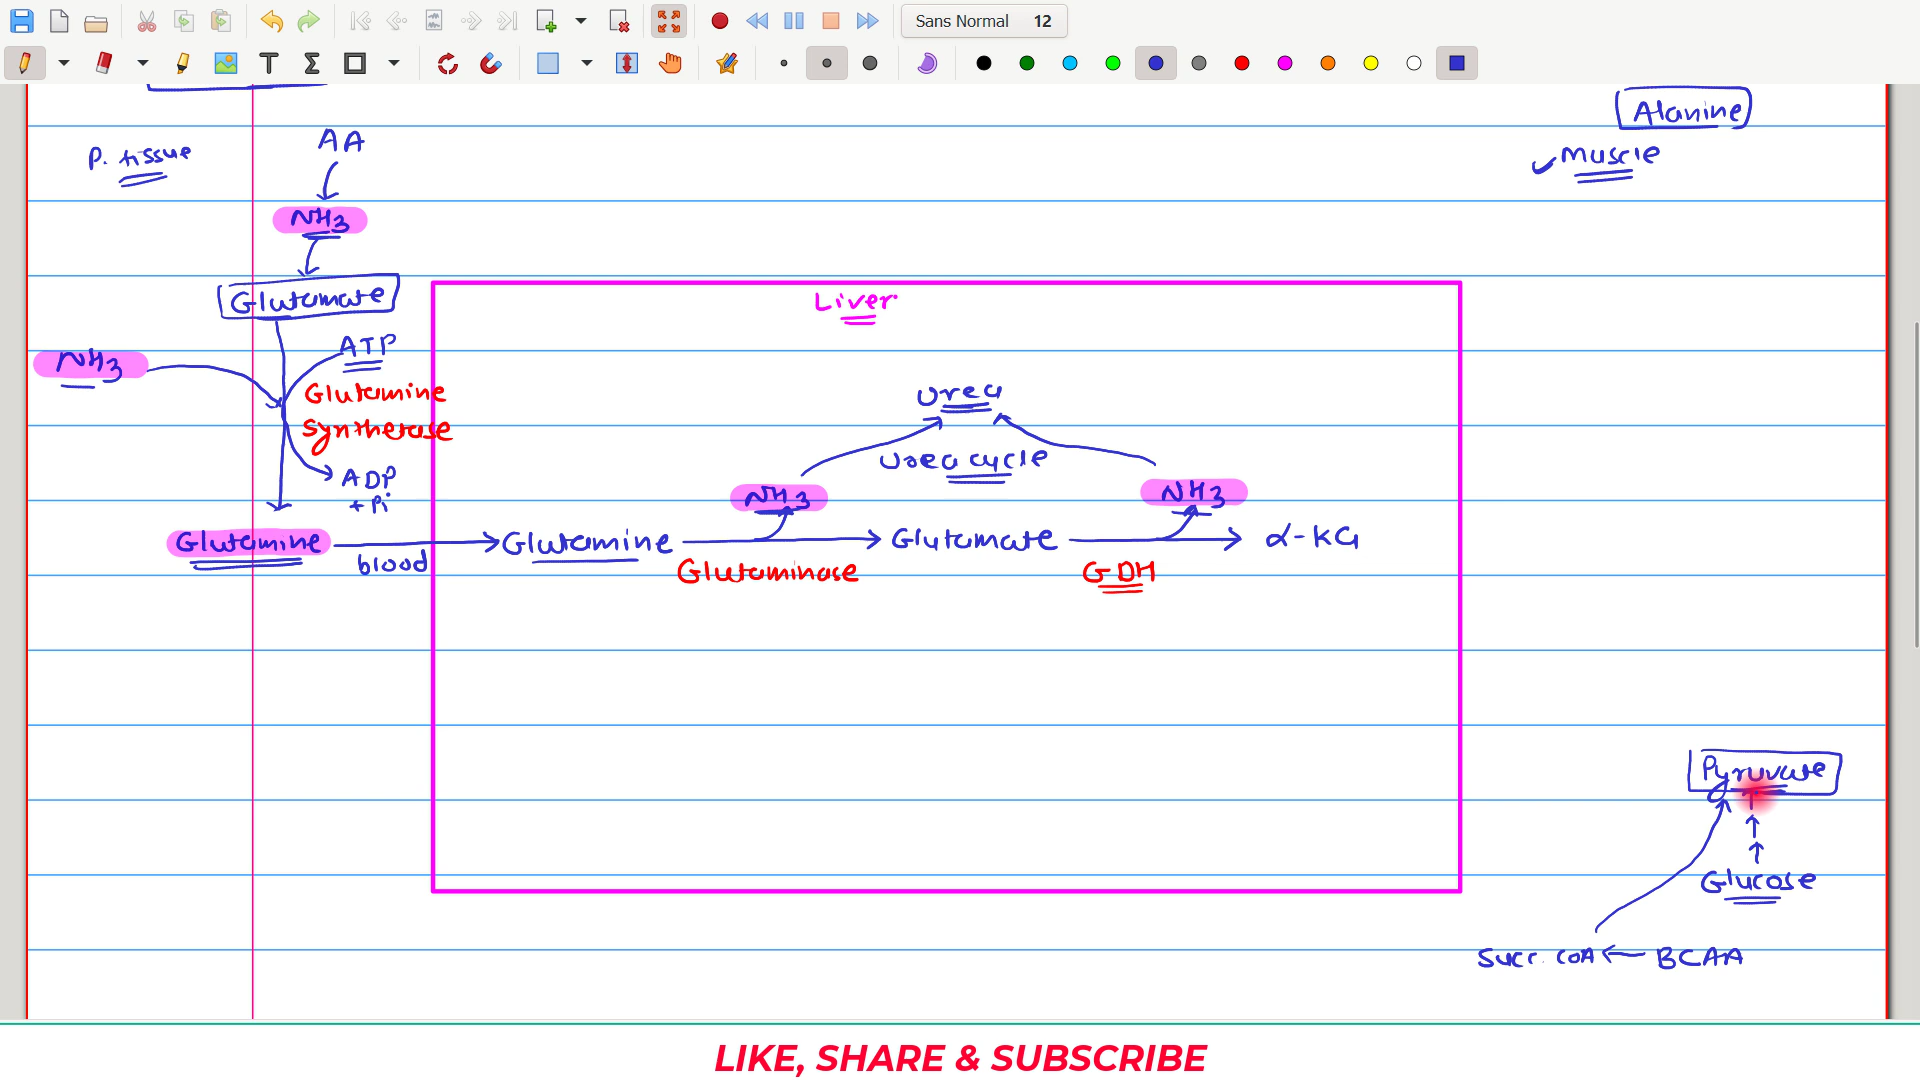 Sans Normal 12
Alanine
P. tissue
AA
Muscle
NH3
Glutamate
Liver
NH3
ATP
Glutamine
Synthetase
Urea
Urea cycle
ADP
+ Pi
NH3
NH3
Glutamine
blood
Glutamine
Glutamate
α-KG
Glutaminase
GDH
Pyruvate
Glucose
Succ. CoA
BCAA
LIKE, SHARE & SUBSCRIBE